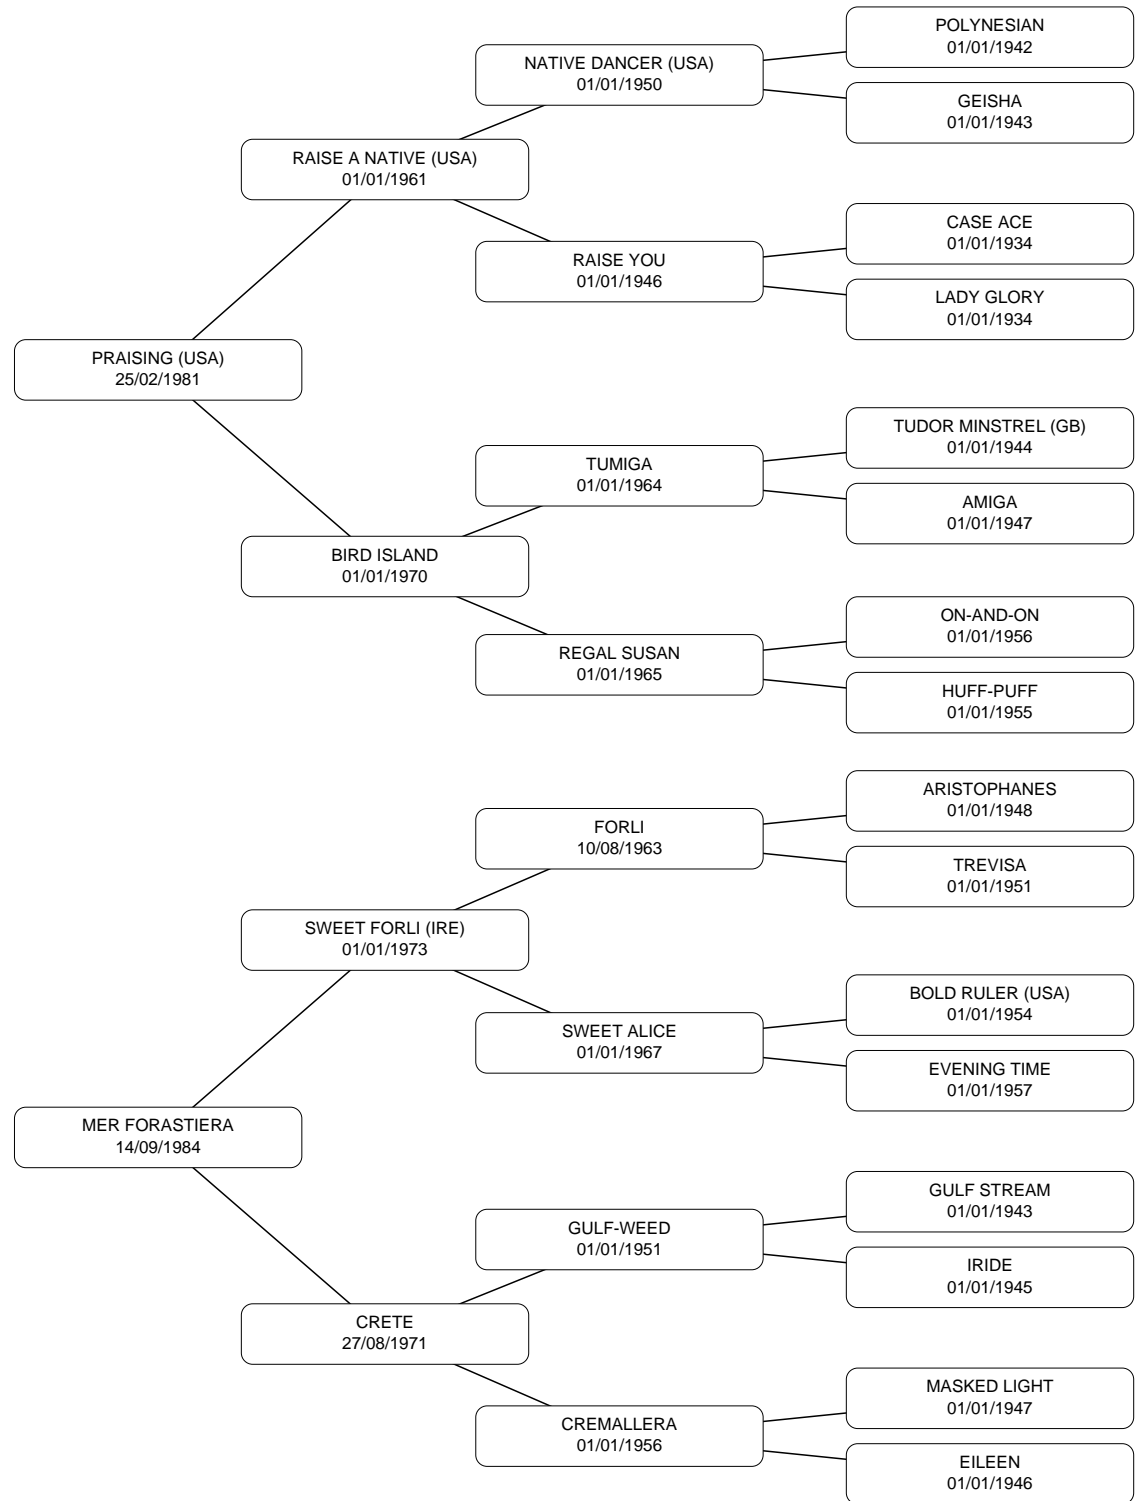 POLYNESIAN
01/01/1942
NATIVE DANCER (USA)
01/01/1950
GEISHA
01/01/1943
RAISE A NATIVE (USA)
01/01/1961
CASE ACE
01/01/1934
RAISE YOU
01/01/1946
LADY GLORY
01/01/1934
PRAISING (USA)
25/02/1981
TUDOR MINSTREL (GB)
01/01/1944
TUMIGA
01/01/1964
AMIGA
01/01/1947
BIRD ISLAND
01/01/1970
ON-AND-ON
01/01/1956
REGAL SUSAN
01/01/1965
HUFF-PUFF
01/01/1955
ARISTOPHANES
01/01/1948
FORLI
10/08/1963
TREVISA
01/01/1951
SWEET FORLI (IRE)
01/01/1973
BOLD RULER (USA)
01/01/1954
SWEET ALICE
01/01/1967
EVENING TIME
01/01/1957
MER FORASTIERA
14/09/1984
GULF STREAM
01/01/1943
GULF-WEED
01/01/1951
IRIDE
01/01/1945
CRETE
27/08/1971
MASKED LIGHT
01/01/1947
CREMALLERA
01/01/1956
EILEEN
01/01/1946